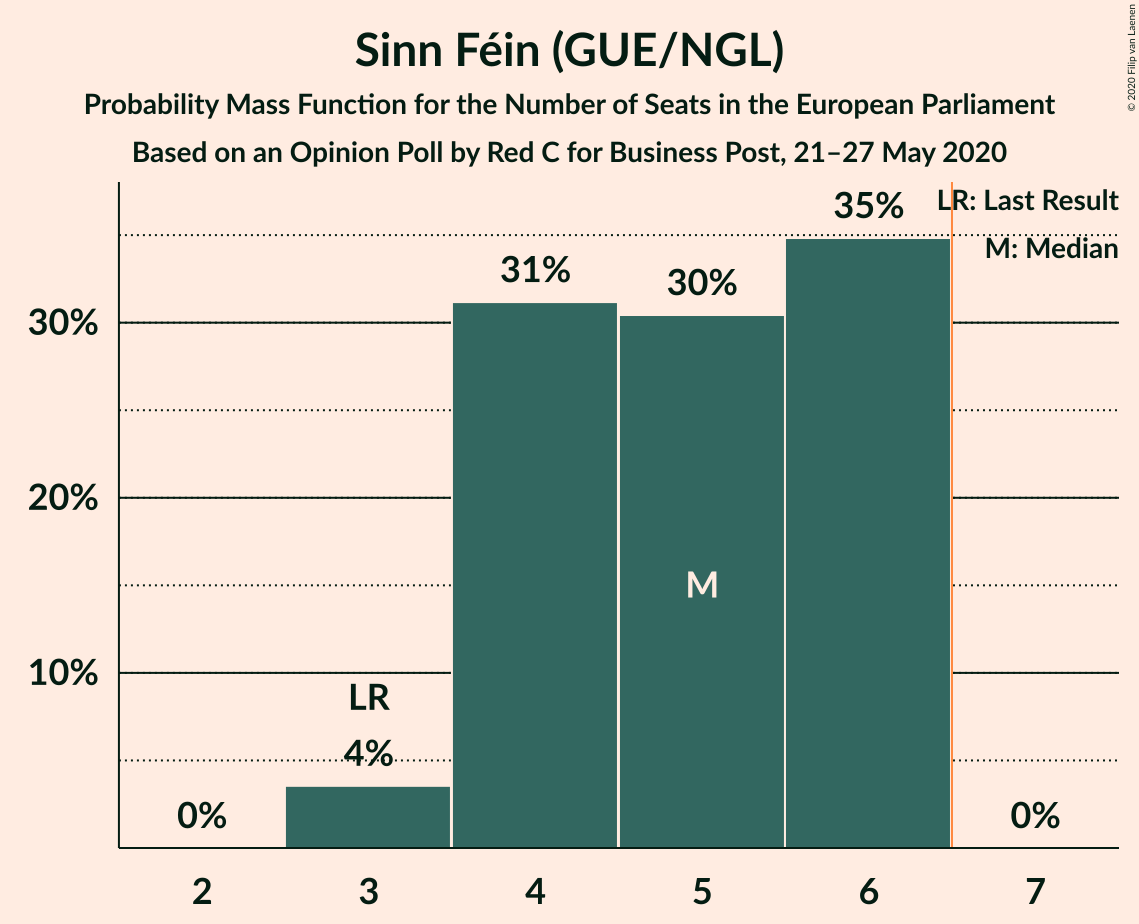 Sinn Féin (GUE/NGL)
Probability Mass Function for the Number of Seats in the European Parliament
Based on an Opinion Poll by Red C for Business Post, 21–27 May 2020
© 2020 Filip van Laenen
LR: Last Result
M: Median
35%
31%
30%
30%
20%
M
10%
LR
4%
0%
0%
2 3 4 5 6 7